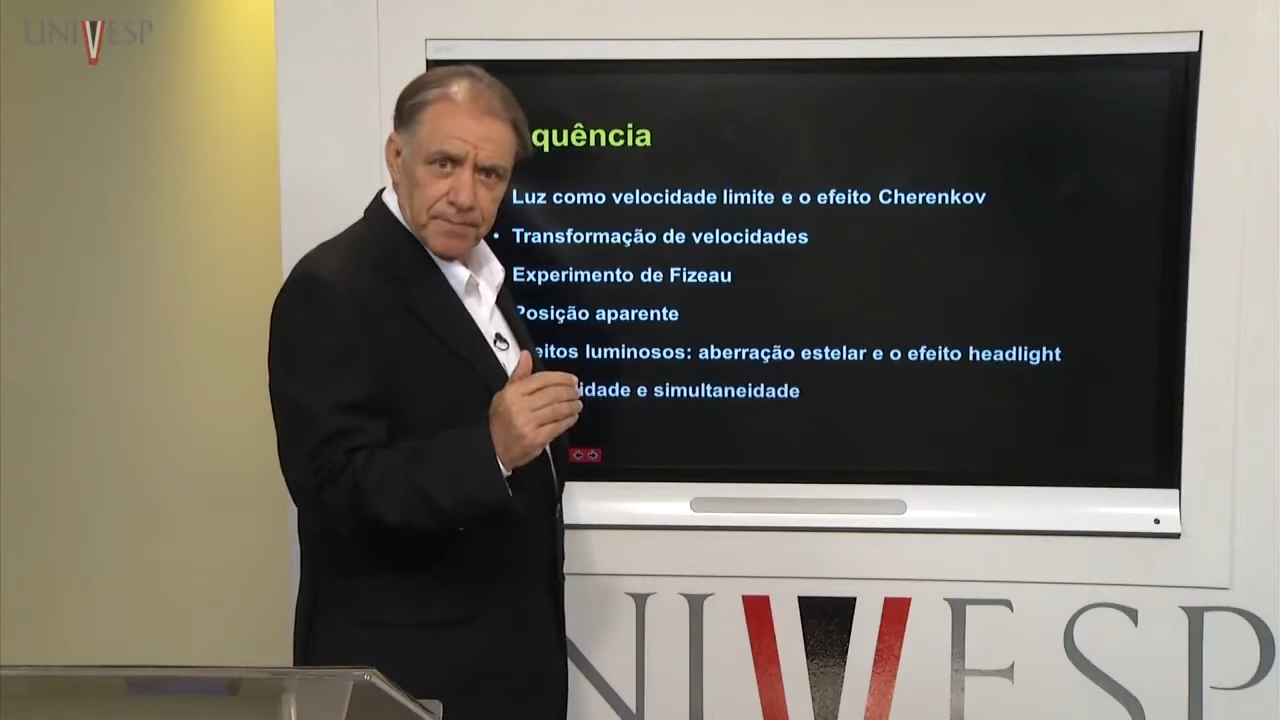 UNIVESP
quência
Luz como velocidade limite e o efeito Cherenkov
• Transformação de velocidades
Experimento de Fizeau
Posição aparente
eitos luminosos: aberração estelar e o efeito headlight
idade e simultaneidade
UNIVESP